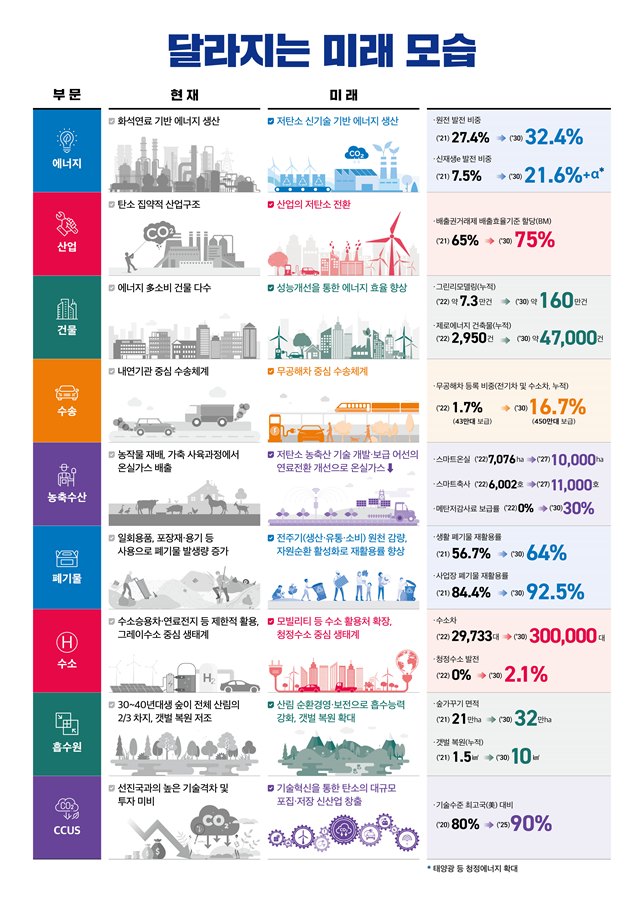 달라지는 미래 모습
부문 현재 미래
에너지
화석연료 기반 에너지 생산
저탄소 신기술 기반 에너지 생산
CO₂
·원전 발전 비중
('21) 27.4% → ('30) 32.4%
·신재생e 발전 비중
('21) 7.5% → ('30) 21.6%+α*
산업
탄소 집약적 산업구조
CO₂
산업의 저탄소 전환
·배출권거래제 배출효율기준 할당(BM)
('21) 65% → ('30) 75%
건물
에너지 多소비 건물 다수
성능개선을 통한 에너지 효율 향상
·그린리모델링(누적)
('22) 약 7.3만건 → ('30) 약 160만건
·제로에너지 건축물(누적)
('22) 2,950건 → ('30) 약 47,000건
수송
내연기관 중심 수송체계
무공해차 중심 수송체계
·무공해차 등록 비중(전기차 및 수소차, 누적)
('22) 1.7% → ('30) 16.7%
(43만대 보급) (450만대 보급)
농축수산
농작물 재배, 가축 사육과정에서
온실가스 배출
저탄소 농축산 기술 개발·보급 어선의
연료전환 개선으로 온실가스 ↓
·스마트온실 ('22) 7,076ha → ('27) 10,000ha
·스마트축사 ('22) 6,002호 → ('27) 11,000호
·메탄저감사료 보급률 ('22) 0% → ('30) 30%
폐기물
일회용품, 포장재·용기 등
사용으로 폐기물 발생량 증가
전주기(생산·유통·소비) 원천 감량,
자원순환 활성화로 재활용률 향상
·생활 폐기물 재활용률
('21) 56.7% → ('30) 64%
·사업장 폐기물 재활용률
('21) 84.4% → ('30) 92.5%
H
수소
수소승용차·연료전지 등 제한적 활용,
그레이수소 중심 생태계
H₂
모빌리티 등 수소 활용처 확장,
청정수소 중심 생태계
·수소차
('22) 29,733대 → ('30) 300,000대
·청정수소 발전
('22) 0% → ('30) 2.1%
흡수원
30~40년대생 숲이 전체 산림의
2/3 차지, 갯벌 복원 저조
산림 순환경영·보전으로 흡수능력
강화, 갯벌 복원 확대
·숲가꾸기 면적
('21) 21만ha → ('30) 32만ha
·갯벌 복원(누적)
('21) 1.5㎢ → ('30) 10㎢
CO₂
CCUS
선진국과의 높은 기술격차 및
투자 미비
CO₂
기술혁신을 통한 탄소의 대규모
포집·저장 신산업 창출
·기술수준 최고국(美) 대비
('20) 80% → ('25) 90%
* 태양광 등 청정에너지 확대